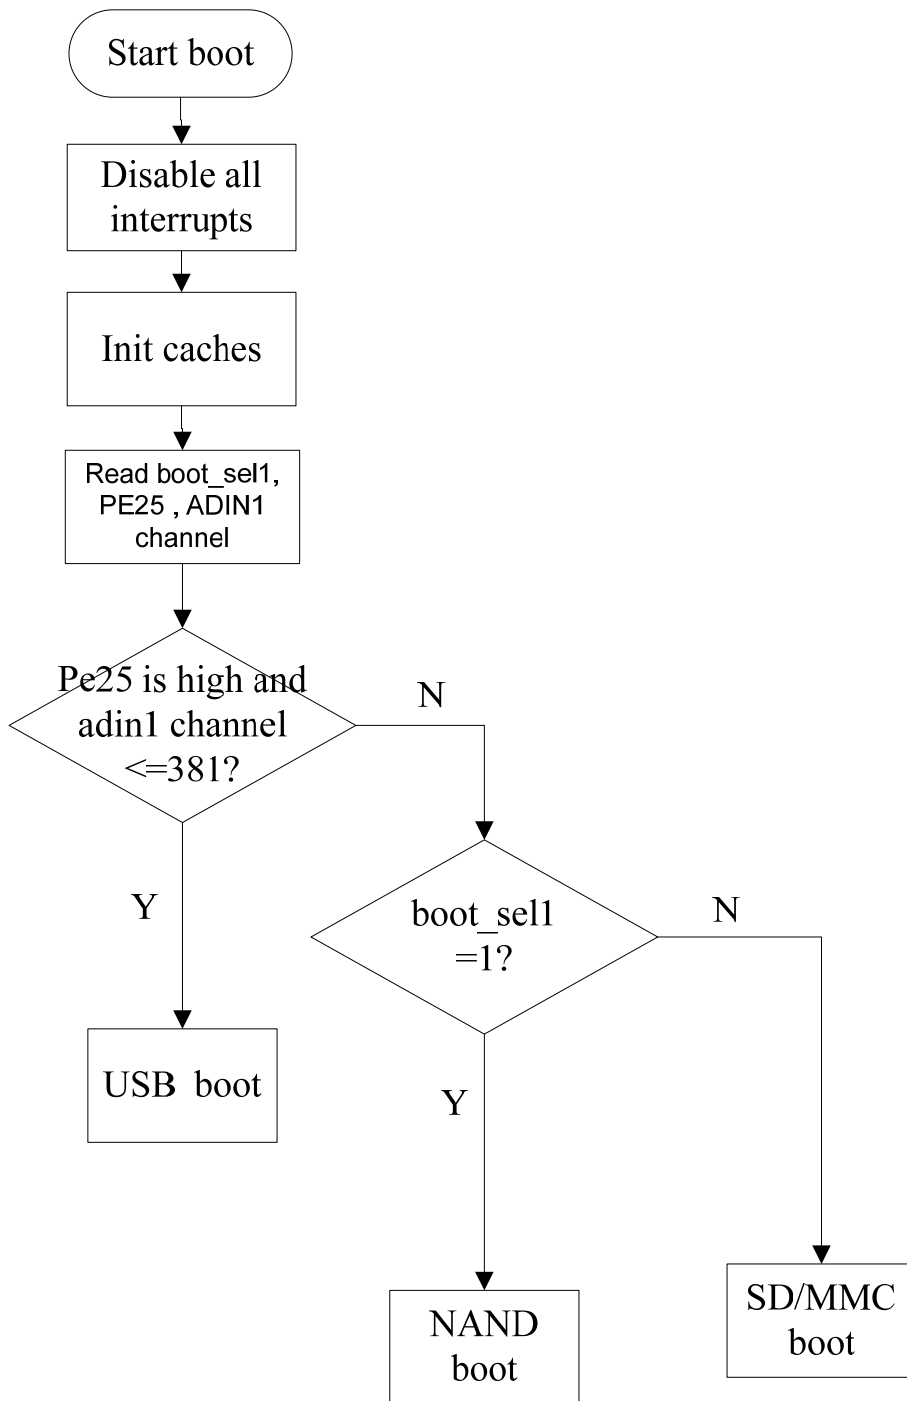 Start boot
Disable all
interrupts
Init caches
Read boot_sel1,
PE25 , ADIN1
channel
Pe25 is high and
adin1 channel
<=381?
N
Y
boot_sel1
=1?
N
USB boot
Y
SD/MMC
boot
NAND
boot